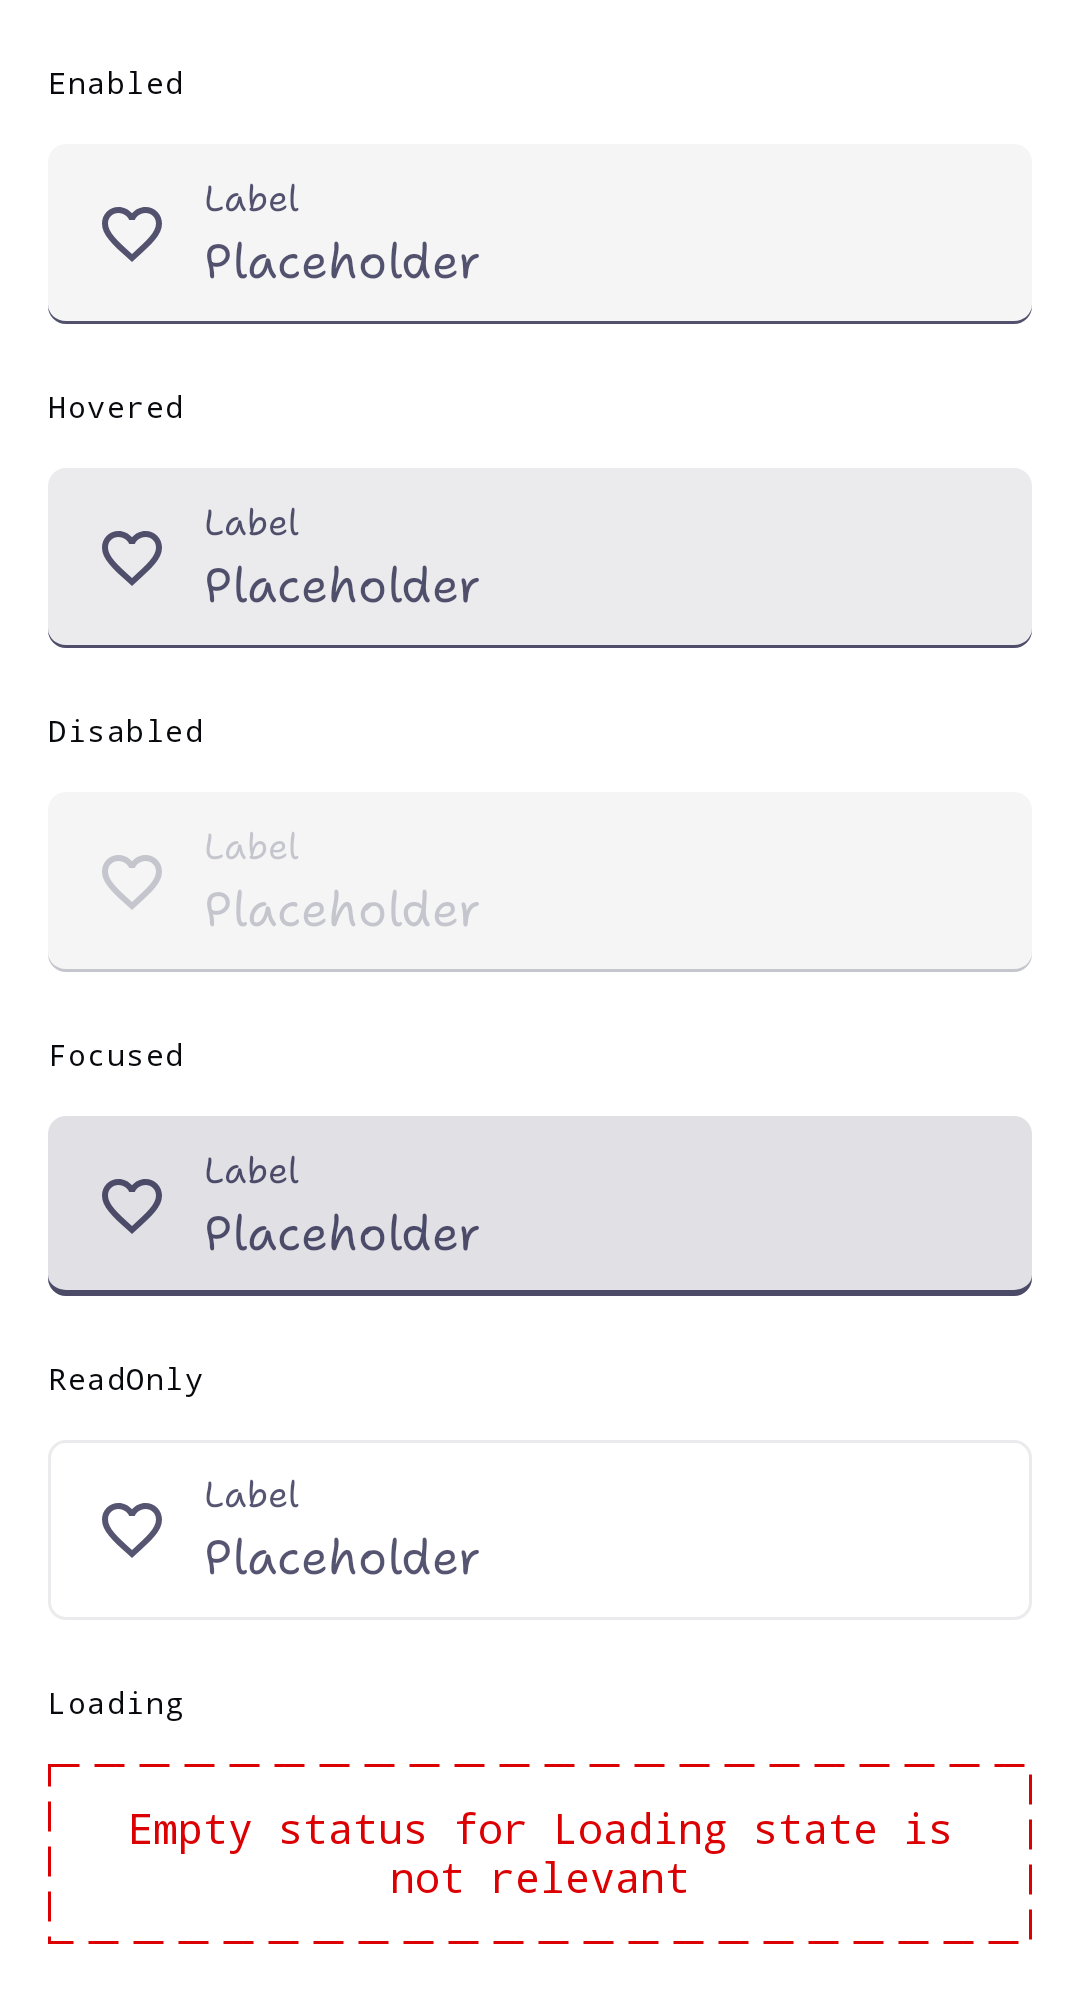 Enabled
Label
Placeholder
Hovered
Label
Placeholder
Disabled
Label
Placeholder
Focused
Label
Placeholder
ReadOnly
Label
Placeholder
Loading
Empty status for Loading state is
not relevant